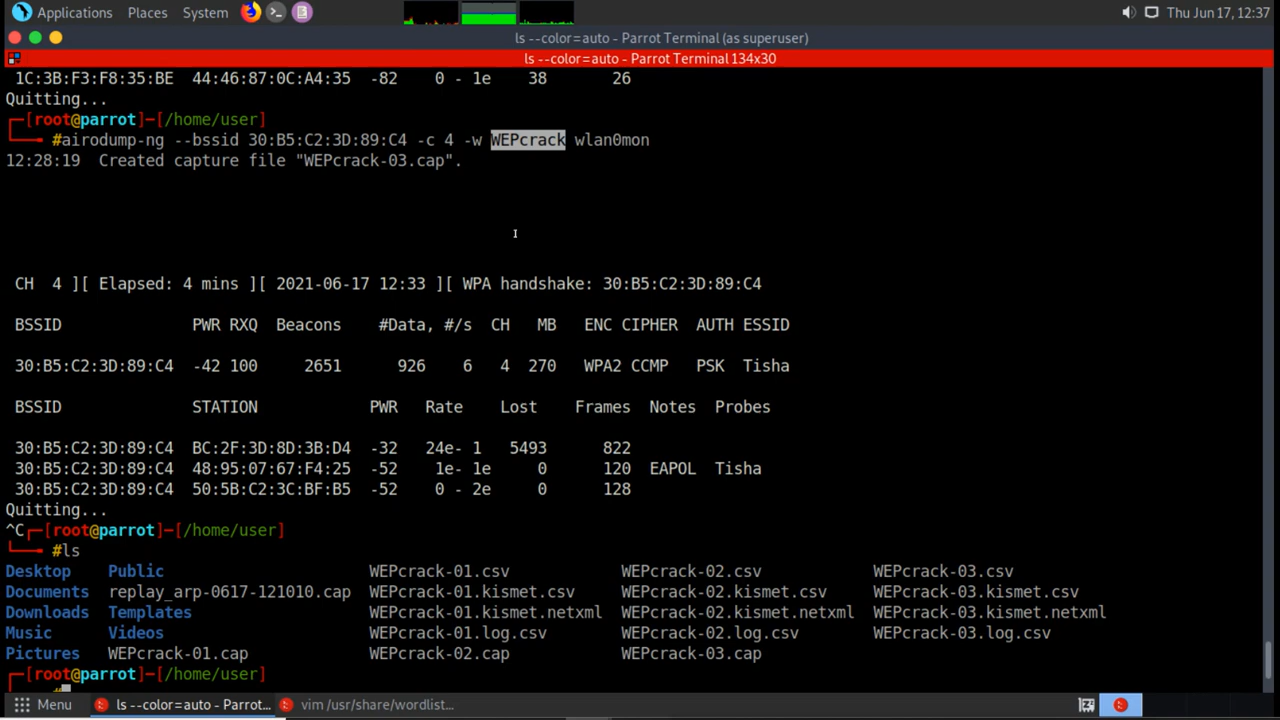 Applications Places System Thu Jun 17, 12:37
ls --color=auto - Parrot Terminal (as superuser)
ls --color=auto - Parrot Terminal 134x30
1C:3B:F3:F8:35:BE 44:46:87:0C:A4:35 -82 0 - 1e 38 26
Quitting...
┌─[root@parrot]─[/home/user]
└──╼ #airodump-ng --bssid 30:B5:C2:3D:89:C4 -c 4 -w WEPcrack wlan0mon
12:28:19 Created capture file "WEPcrack-03.cap".
CH 4 ][ Elapsed: 4 mins ][ 2021-06-17 12:33 ][ WPA handshake: 30:B5:C2:3D:89:C4
BSSID PWR RXQ Beacons #Data, #/s CH MB ENC CIPHER AUTH ESSID
30:B5:C2:3D:89:C4 -42 100 2651 926 6 4 270 WPA2 CCMP PSK Tisha
BSSID STATION PWR Rate Lost Frames Notes Probes
30:B5:C2:3D:89:C4 BC:2F:3D:8D:3B:D4 -32 24e- 1 5493 822
30:B5:C2:3D:89:C4 48:95:07:67:F4:25 -52 1e- 1e 0 120 EAPOL Tisha
30:B5:C2:3D:89:C4 50:5B:C2:3C:BF:B5 -52 0 - 2e 0 128
Quitting...
^C┌─[root@parrot]─[/home/user]
└──╼ #ls
Desktop Public WEPcrack-01.csv WEPcrack-02.csv WEPcrack-03.csv
Documents replay_arp-0617-121010.cap WEPcrack-01.kismet.csv WEPcrack-02.kismet.csv WEPcrack-03.kismet.csv
Downloads Templates WEPcrack-01.kismet.netxml WEPcrack-02.kismet.netxml WEPcrack-03.kismet.netxml
Music Videos WEPcrack-01.log.csv WEPcrack-02.log.csv WEPcrack-03.log.csv
Pictures WEPcrack-01.cap WEPcrack-02.cap WEPcrack-03.cap
┌─[root@parrot]─[/home/user]
#
Menu ls --color=auto - Parrot... vim /usr/share/wordlist...